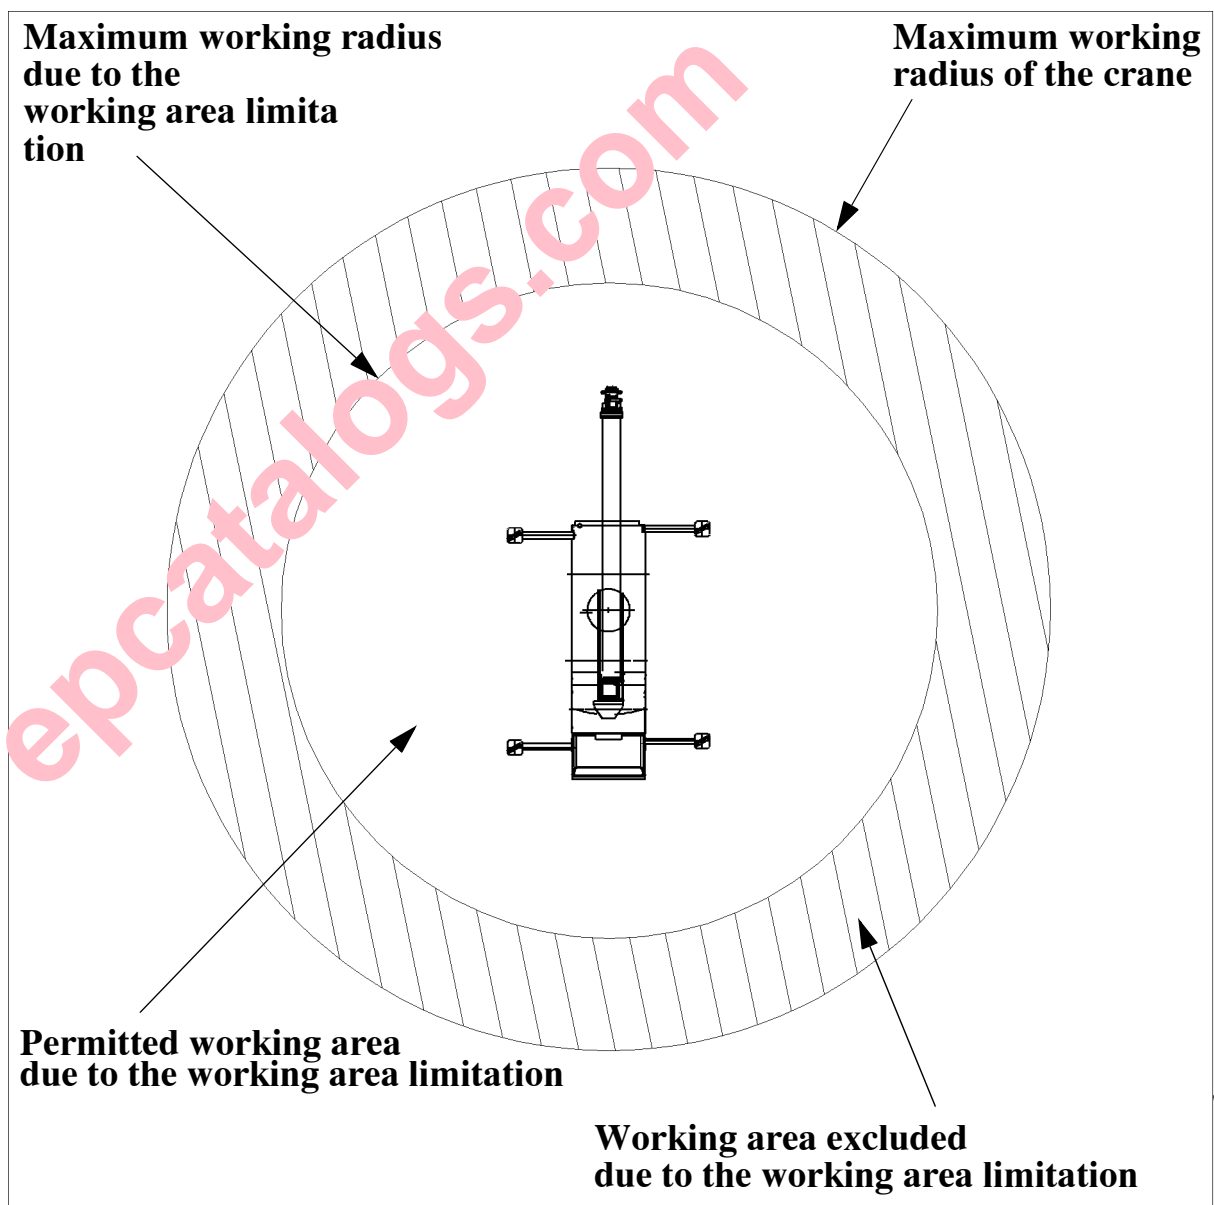 Maximum working radius
due to the
working area limita
tion
Maximum working
radius of the crane
epcatalogs.com
Permitted working area
due to the working area limitation
Working area excluded
due to the working area limitation